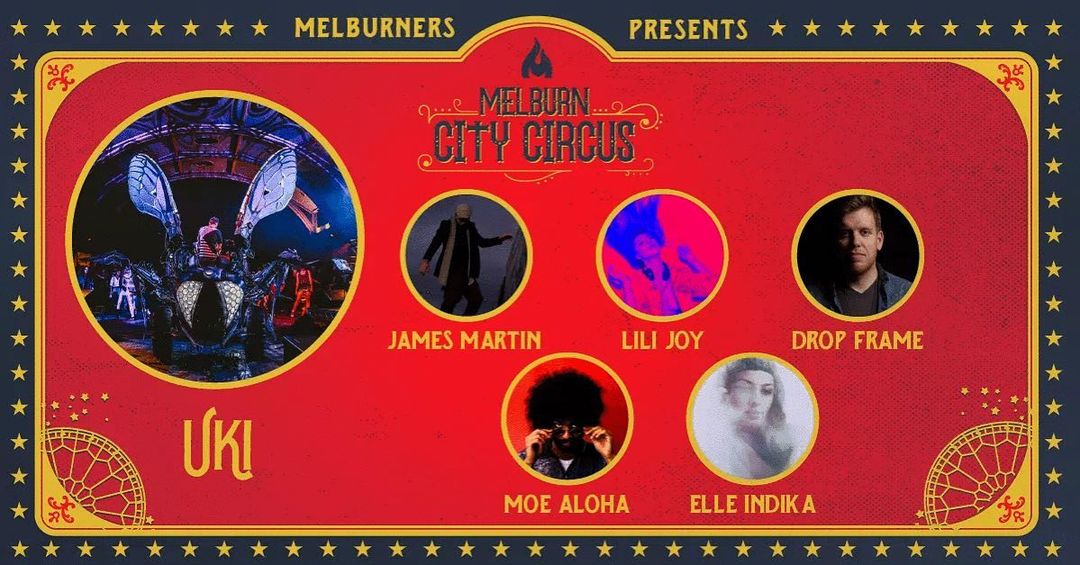 MELBURNERS PRESENTS
MELBURN
CITY CIRCUS
JAMES MARTIN
LILI JOY
DROP FRAME
UKI
MOE ALOHA
ELLE INDIKA